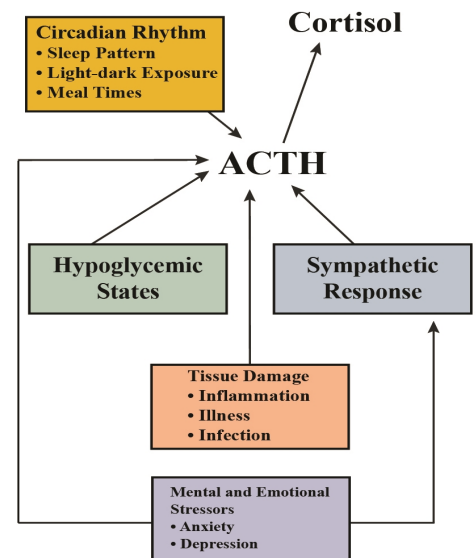 Circadian Rhythm
• Sleep Pattern
• Light-dark Exposure
• Meal Times
Cortisol
ACTH
Hypoglycemic
States
Sympathetic
Response
Tissue Damage
• Inflammation
• Illness
• Infection
Mental and Emotional
Stressors
• Anxiety
• Depression